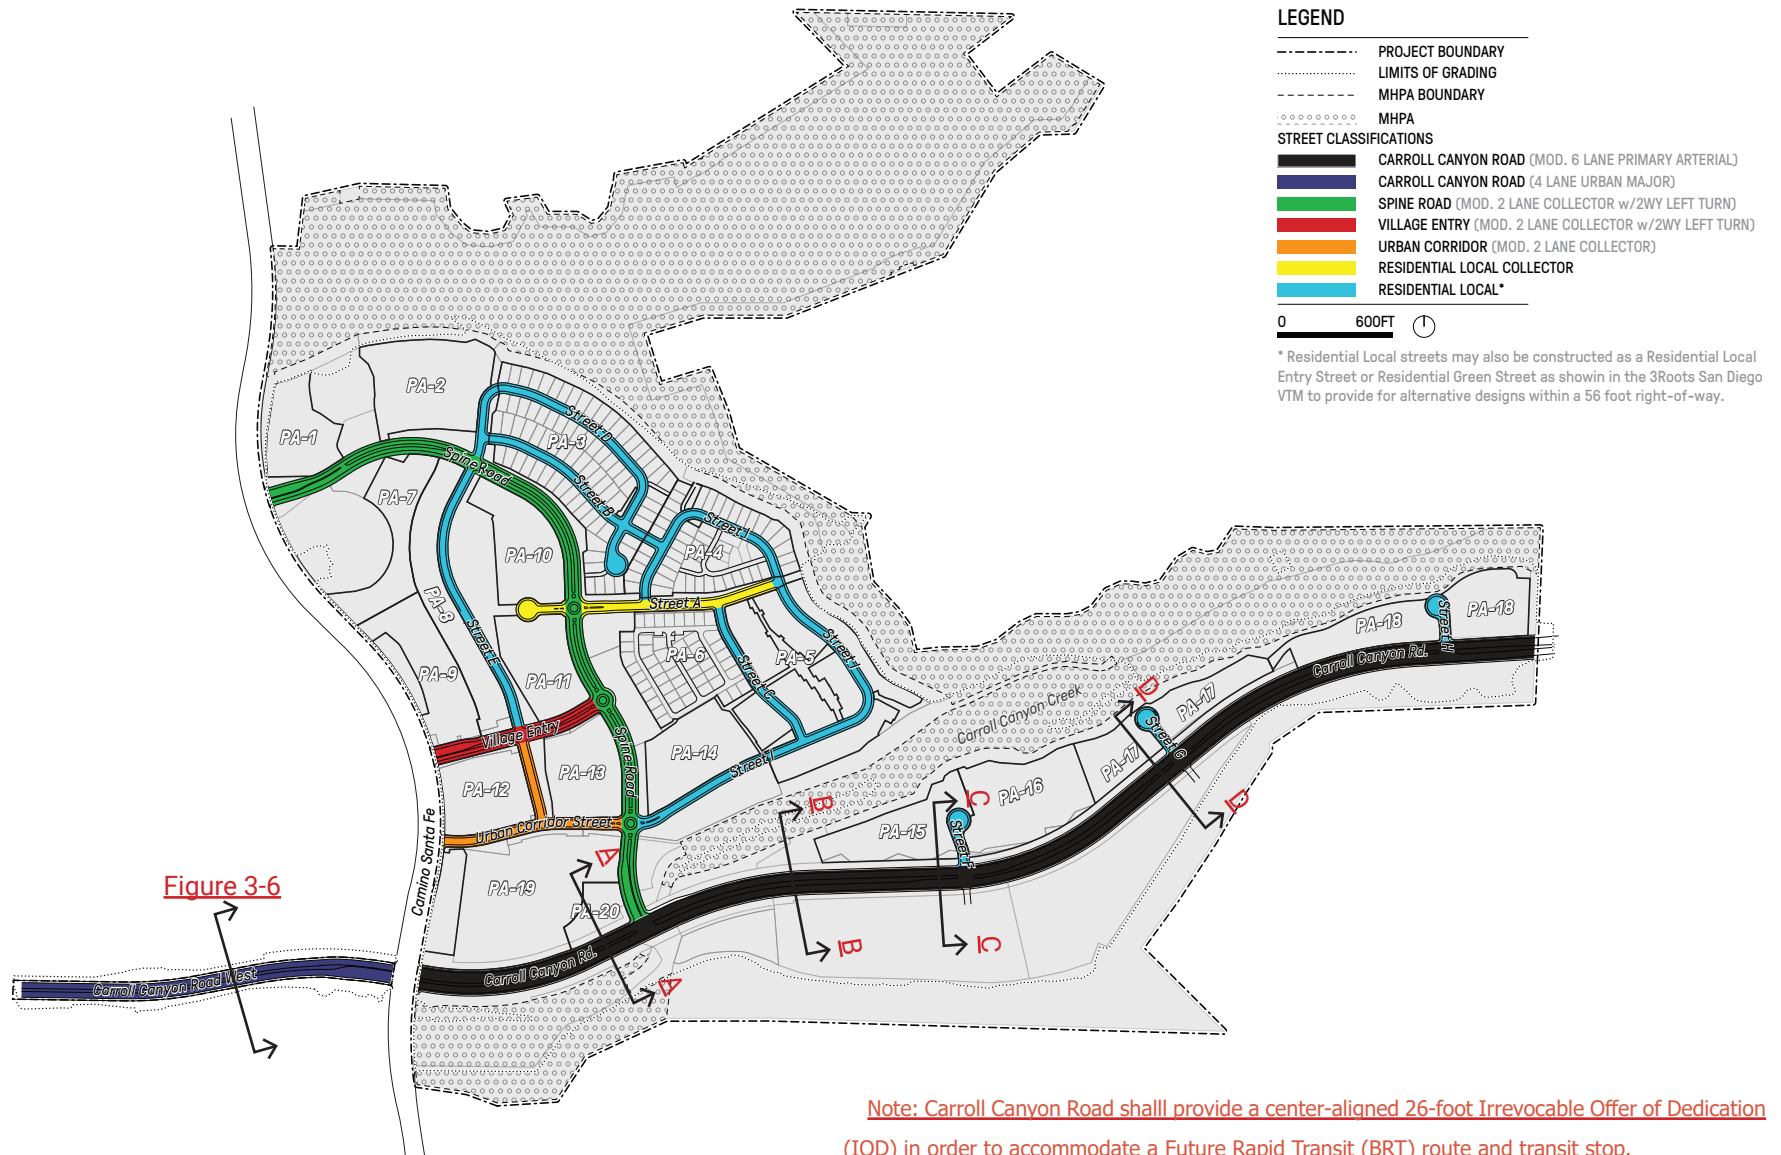 LEGEND
PROJECT BOUNDARY
LIMITS OF GRADING
MHPA BOUNDARY
MHPA
STREET CLASSIFICATIONS
CARROLL CANYON ROAD (MOD. 6 LANE PRIMARY ARTERIAL)
CARROLL CANYON ROAD (4 LANE URBAN MAJOR)
SPINE ROAD (MOD. 2 LANE COLLECTOR w/2WY LEFT TURN)
VILLAGE ENTRY (MOD. 2 LANE COLLECTOR w/2WY LEFT TURN)
URBAN CORRIDOR (MOD. 2 LANE COLLECTOR)
RESIDENTIAL LOCAL COLLECTOR
RESIDENTIAL LOCAL*
0 600FT
* Residential Local streets may also be constructed as a Residential Local
Entry Street or Residential Green Street as showin in the 3Roots San Diego
VTM to provide for alternative designs within a 56 foot right-of-way.
PA-2
PA-1
Street D
PA-3
Spine Road
PA-7
Street B
Street J
PA-10
PA-4
PA-8
Street A
Street E
PA-6
PA-5
Street J
PA-9
PA-11
Street C
Village Entry
Spine Road
PA-14
Street I
PA-13
PA-12
Urban Corridor Street
Camino Santa Fe
PA-19
PA-20
Carroll Canyon Rd.
Carroll Canyon Road West
Figure 3-6
A
A
B
B
C
C
D
D
Carroll Canyon Creek
PA-15
Street F
PA-16
PA-17
Street G
PA-17
Carroll Canyon Rd.
PA-18
Street H
PA-18
Note: Carroll Canyon Road shalll provide a center-aligned 26-foot Irrevocable Offer of Dedication
(IOD) in order to accommodate a Future Rapid Transit (BRT) route and transit stop.